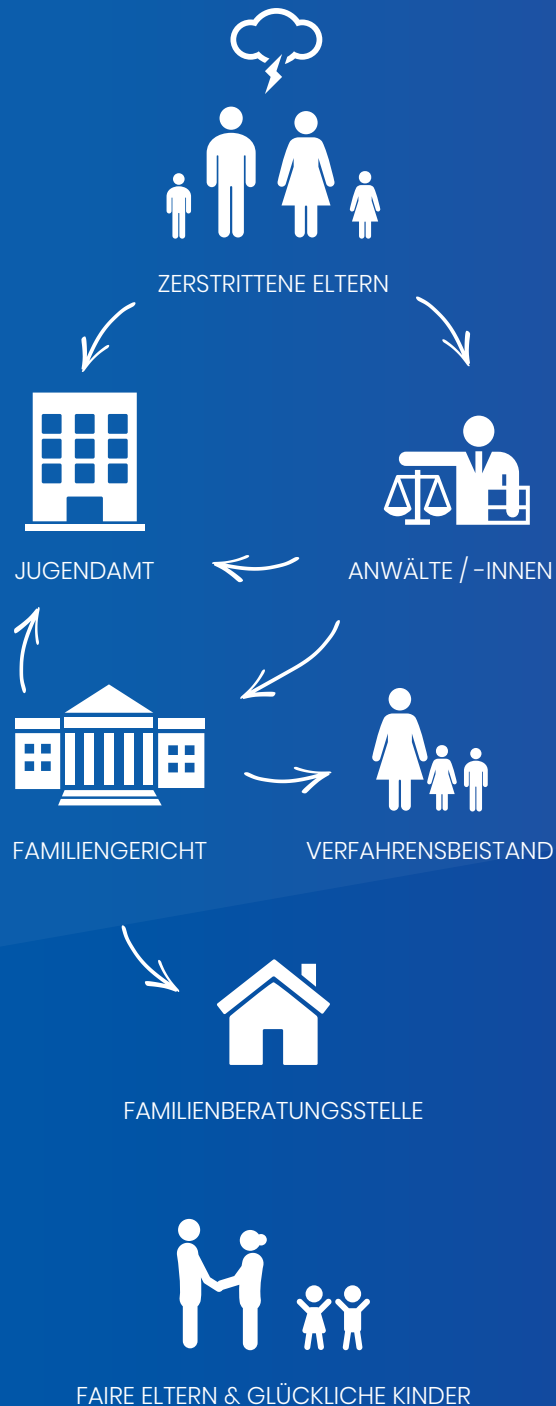 ZERSTRITTENE ELTERN
JUGENDAMT
ANWÄLTE / -INNEN
FAMILIENGERICHT
VERFAHRENSBEISTAND
FAMILIENBERATUNGSSTELLE
FAIRE ELTERN & GLÜCKLICHE KINDER